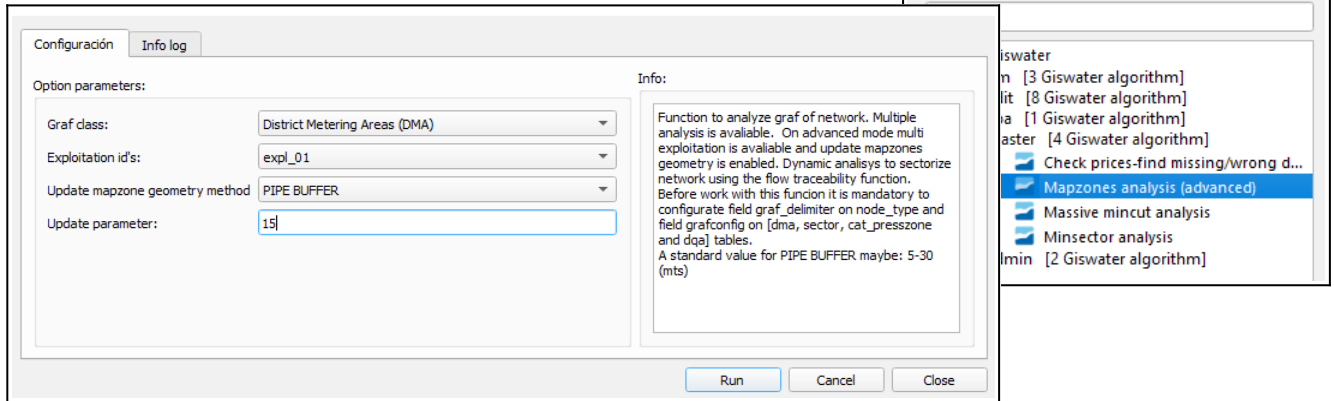 Configuración
Info log
Option parameters:
Graf class:
District Metering Areas (DMA)
Exploitation id's:
expl_01
Update mapzone geometry method
PIPE BUFFER
Update parameter:
15
Info:
Function to analyze graf of network. Multiple
analysis is avaliable. On advanced mode multi
exploitation is avaliable and update mapzones
geometry is enabled. Dynamic analisys to sectorize
network using the flow traceability function.
Before work with this funcion it is mandatory to
configurate field graf_delimiter on node_type and
field grafconfig on [dma, sector, cat_presszone
and dqa] tables.
A standard value for PIPE BUFFER maybe: 5-30
(mts)
Run
Cancel
Close
iswater
m [3 Giswater algorithm]
lit [8 Giswater algorithm]
pa [1 Giswater algorithm]
aster [4 Giswater algorithm]
Check prices-find missing/wrong d...
Mapzones analysis (advanced)
Massive mincut analysis
Minsector analysis
lmin [2 Giswater algorithm]